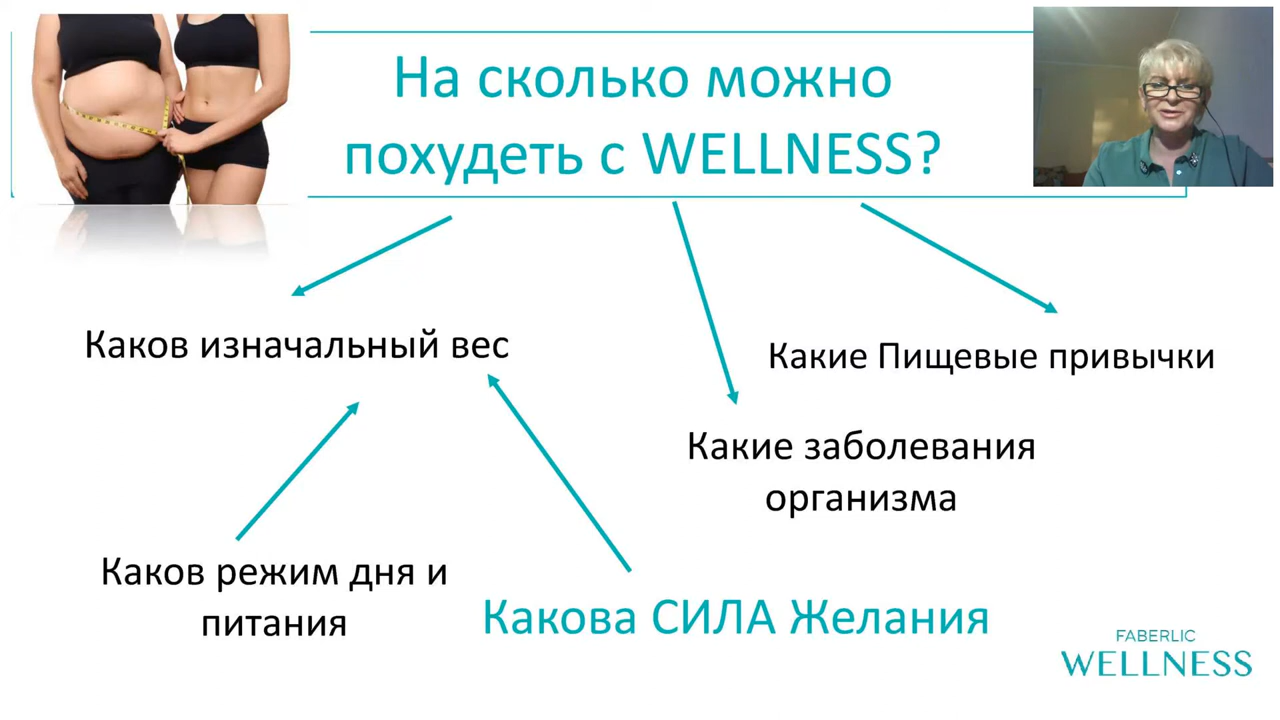 На сколько можно
похудеть с WELLNESS?
Каков изначальный вес
Какие Пищевые привычки
Какие заболевания
организма
Каков режим дня и
питания
Какова СИЛА Желания
FABERLIC
WELLNESS